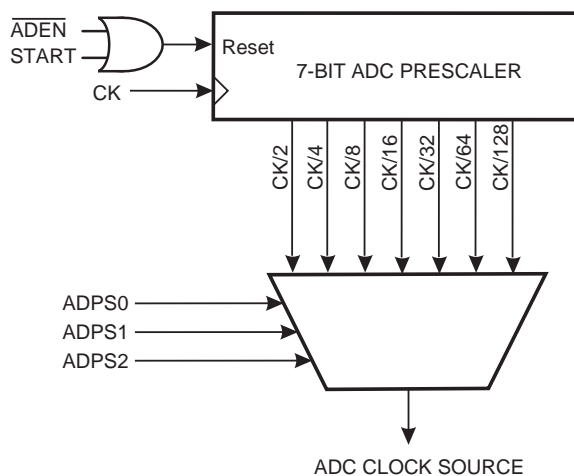 ADEN
START
Reset
7-BIT ADC PRESCALER
CK
CK/2
CK/4
CK/8
CK/16
CK/32
CK/64
CK/128
ADPS0
ADPS1
ADPS2
ADC CLOCK SOURCE